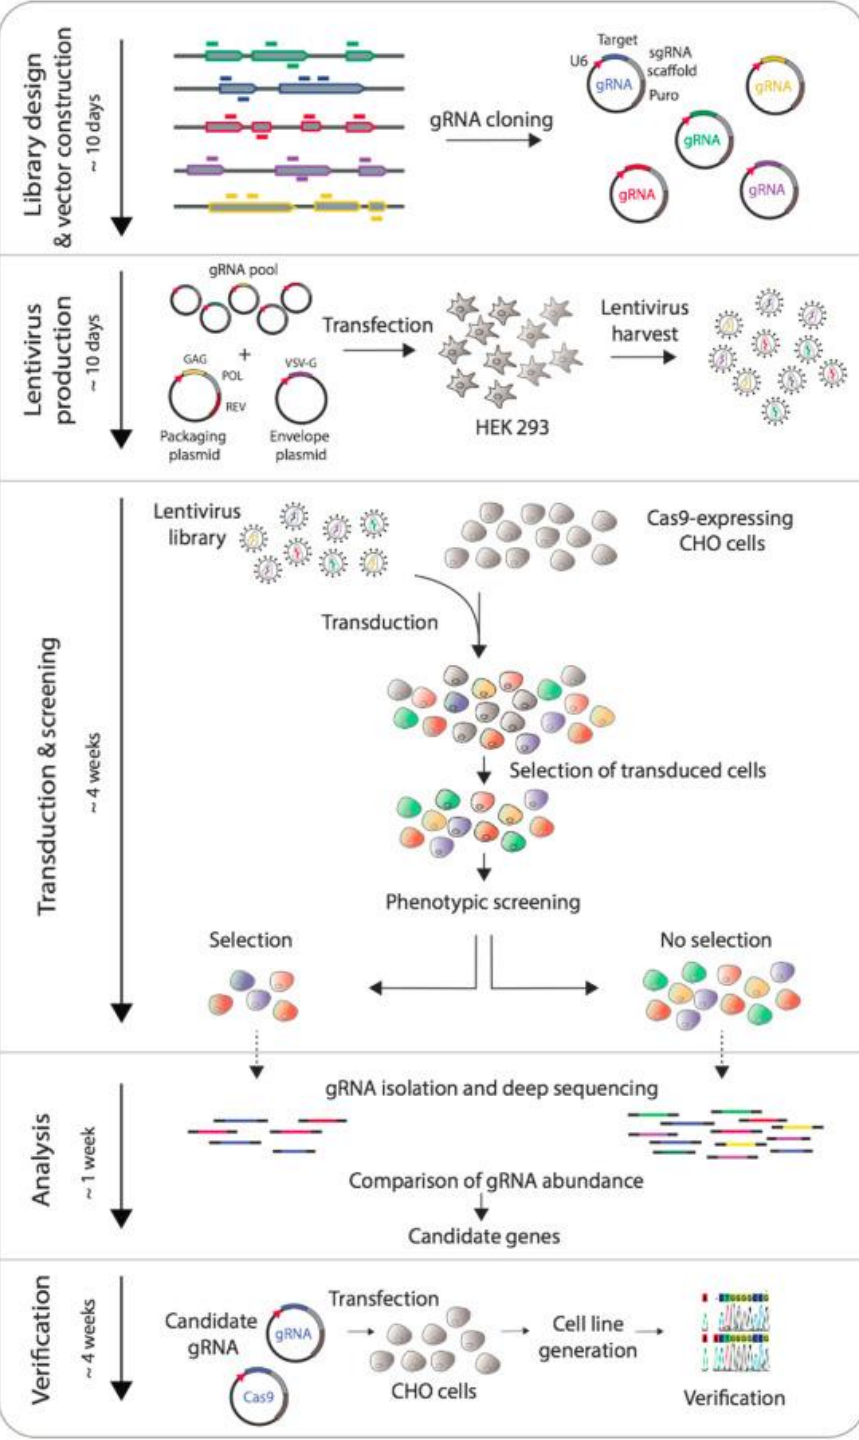 Library design
& vector construction
~ 10 days
gRNA cloning
Target
U6
sgRNA
scaffold
gRNA
Puro
gRNA
gRNA
gRNA
gRNA
Lentivirus
production
~ 10 days
gRNA pool
+
GAG
POL
REV
VSV-G
Packaging
plasmid
Envelope
plasmid
Transfection
HEK 293
Lentivirus
harvest
Transduction & screening
~ 4 weeks
Lentivirus
library
Cas9-expressing
CHO cells
Transduction
Selection of transduced cells
Phenotypic screening
Selection
No selection
Analysis
~ 1 week
gRNA isolation and deep sequencing
Comparison of gRNA abundance
Candidate genes
Verification
~ 4 weeks
Candidate
gRNA
gRNA
Cas9
Transfection
CHO cells
Cell line
generation
Verification